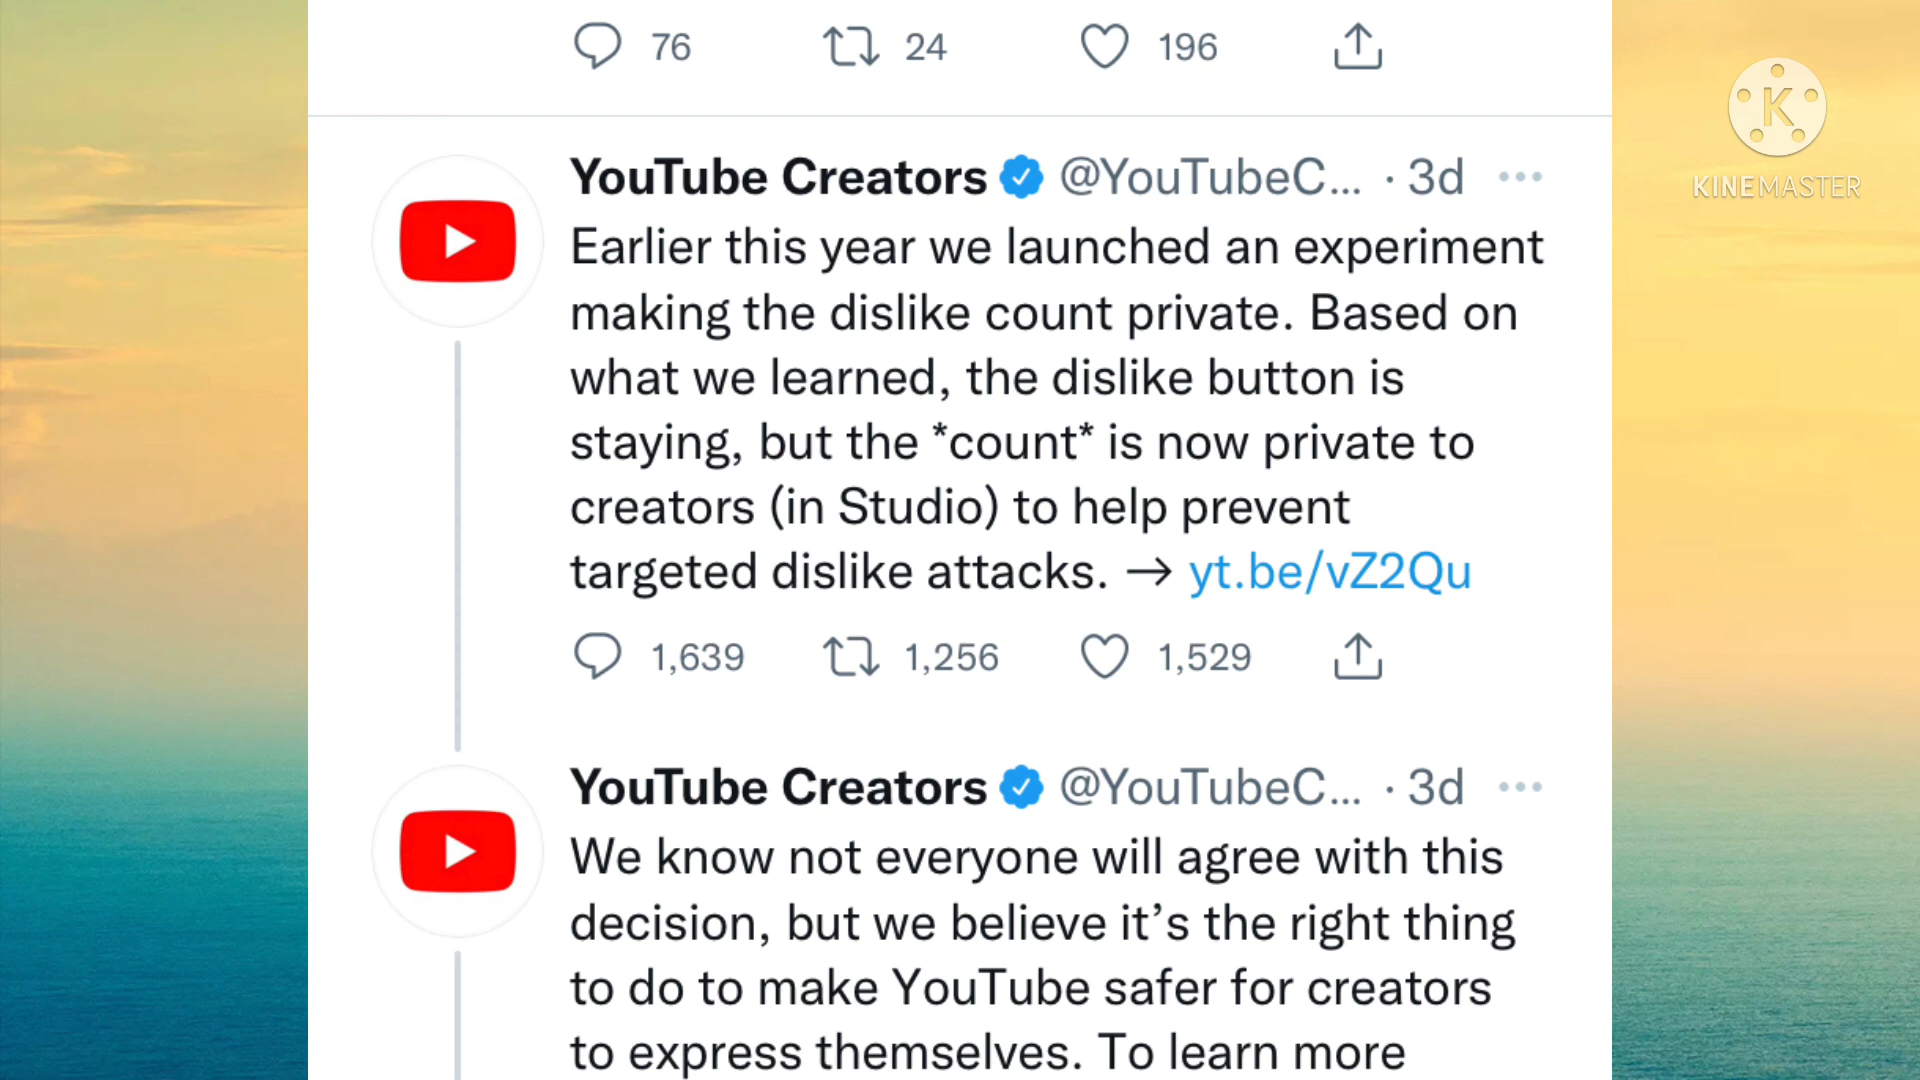 76 24 196
K
KINEMASTER
YouTube Creators @YouTubeC... · 3d
Earlier this year we launched an experiment
making the dislike count private. Based on
what we learned, the dislike button is
staying, but the *count* is now private to
creators (in Studio) to help prevent
targeted dislike attacks. → yt.be/vZ2Qu
1,639 1,256 1,529
YouTube Creators @YouTubeC... · 3d
We know not everyone will agree with this
decision, but we believe it’s the right thing
to do to make YouTube safer for creators
to express themselves. To learn more